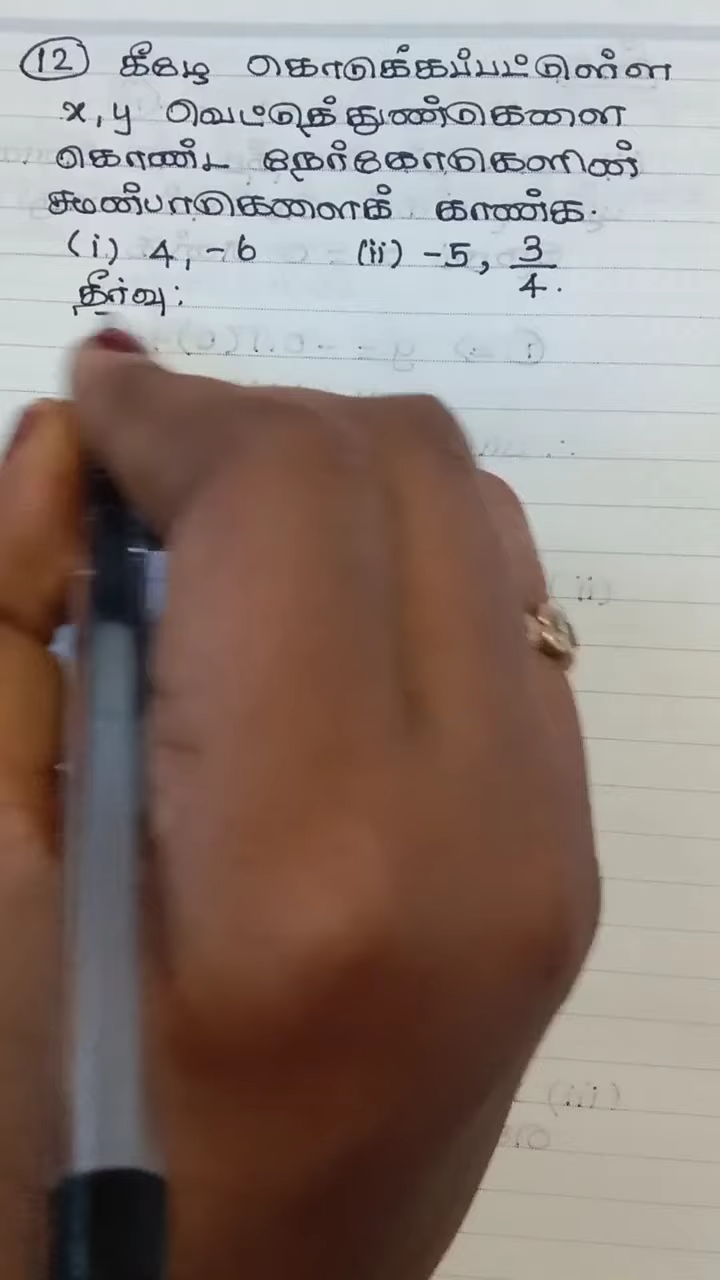 12 கீழே கொடுக்கப்பட்டுள்ள
x, y வெட்டுத்துண்டுகளை
கொண்ட நேர்கோடுகளின்
சமன்பாடுகளைக் காண்க.
(i) 4, -6 (ii) -5, 3/4.
தீர்வு: